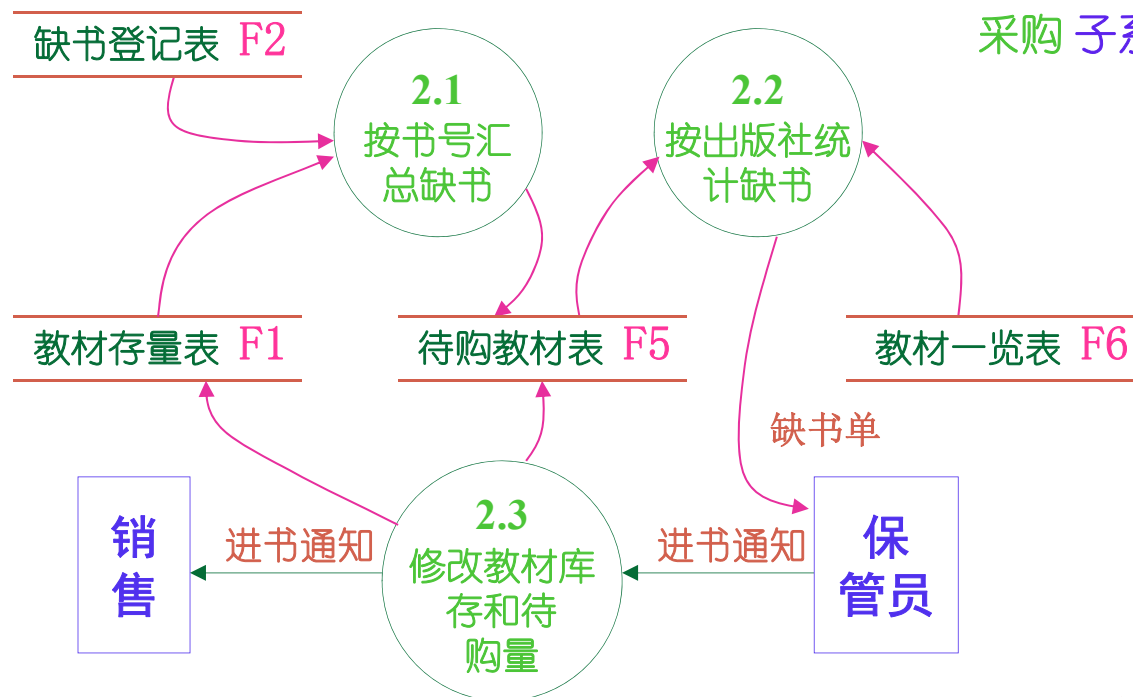 缺书登记表 F2
采购 子系
2.1
按书号汇
总缺书
2.2
按出版社统
计缺书
教材存量表 F1
待购教材表 F5
教材一览表 F6
缺书单
销
售
进书通知
2.3
修改教材库
存和待
购量
进书通知
保
管员